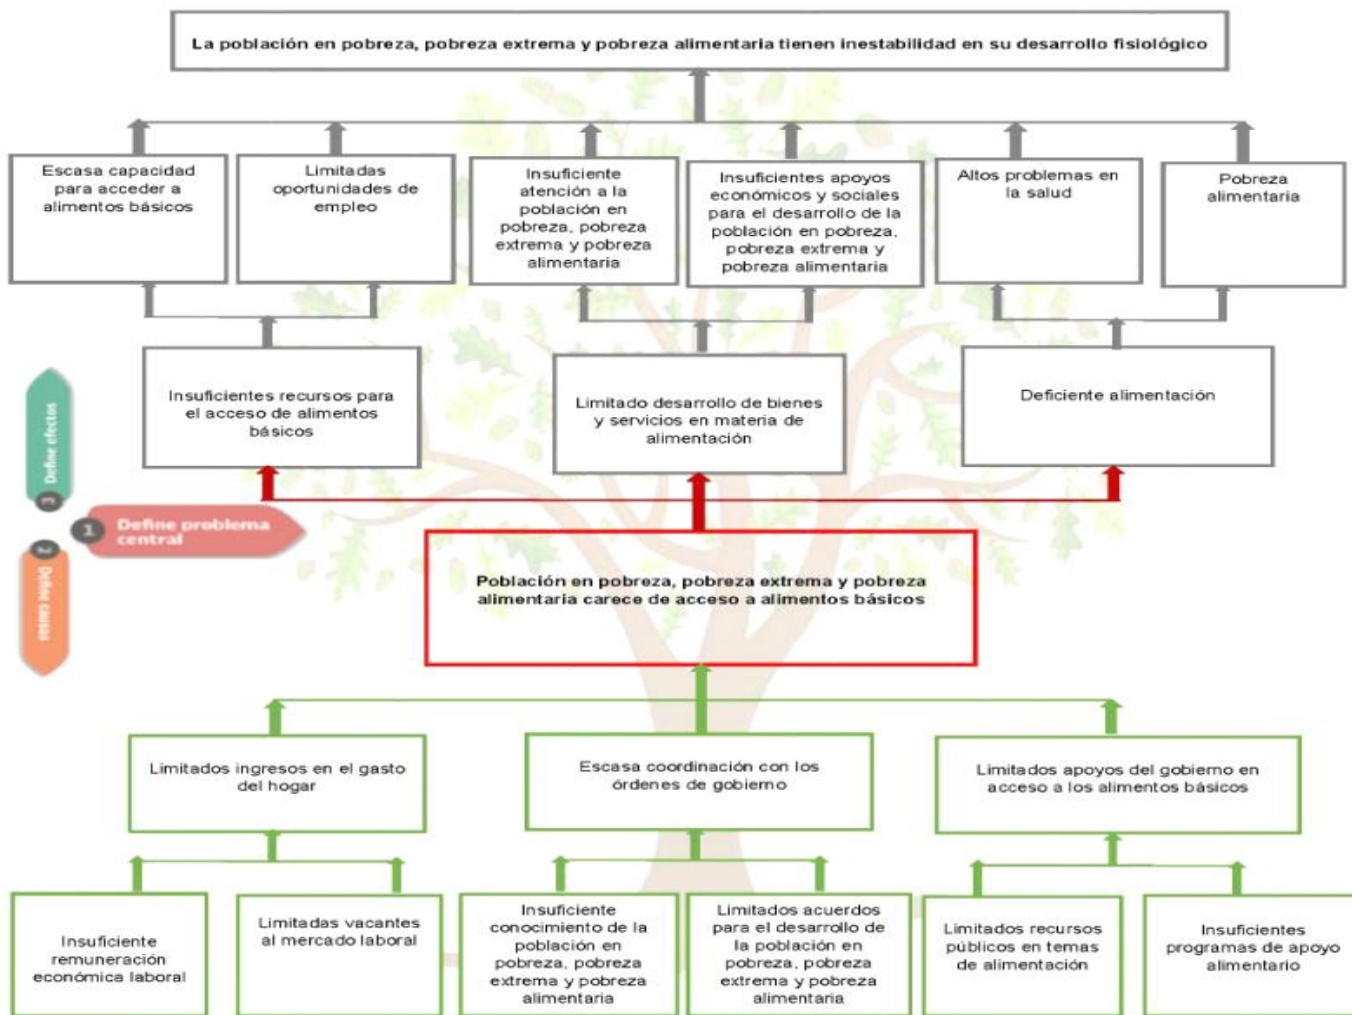 La población en pobreza, pobreza extrema y pobreza alimentaria tienen inestabilidad en su desarrollo fisiológico
Escasa capacidad
para acceder a
alimentos básicos
Limitadas
oportunidades de
empleo
Insuficiente
atención a la
población en
pobreza, pobreza
extrema y pobreza
alimentaria
Insuficientes apoyos
económicos y sociales
para el desarrollo de la
población en pobreza,
pobreza extrema y
pobreza alimentaria
Altos problemas en
la salud
Pobreza
alimentaria
Insuficientes recursos para
el acceso de alimentos
básicos
Limitado desarrollo de bienes
y servicios en materia de
alimentación
Deficiente alimentación
3 Define efectos
1 Define problema
central
2 Define causas
Población en pobreza, pobreza extrema y pobreza
alimentaria carece de acceso a alimentos básicos
Limitados ingresos en el gasto
del hogar
Escasa coordinación con los
órdenes de gobierno
Limitados apoyos del gobierno en
acceso a los alimentos básicos
Insuficiente
remuneración
económica laboral
Limitadas vacantes
al mercado laboral
Insuficiente
conocimiento de la
población en
pobreza, pobreza
extrema y pobreza
alimentaria
Limitados acuerdos
para el desarrollo de
la población en
pobreza, pobreza
extrema y pobreza
alimentaria
Limitados recursos
públicos en temas
de alimentación
Insuficientes
programas de apoyo
alimentario